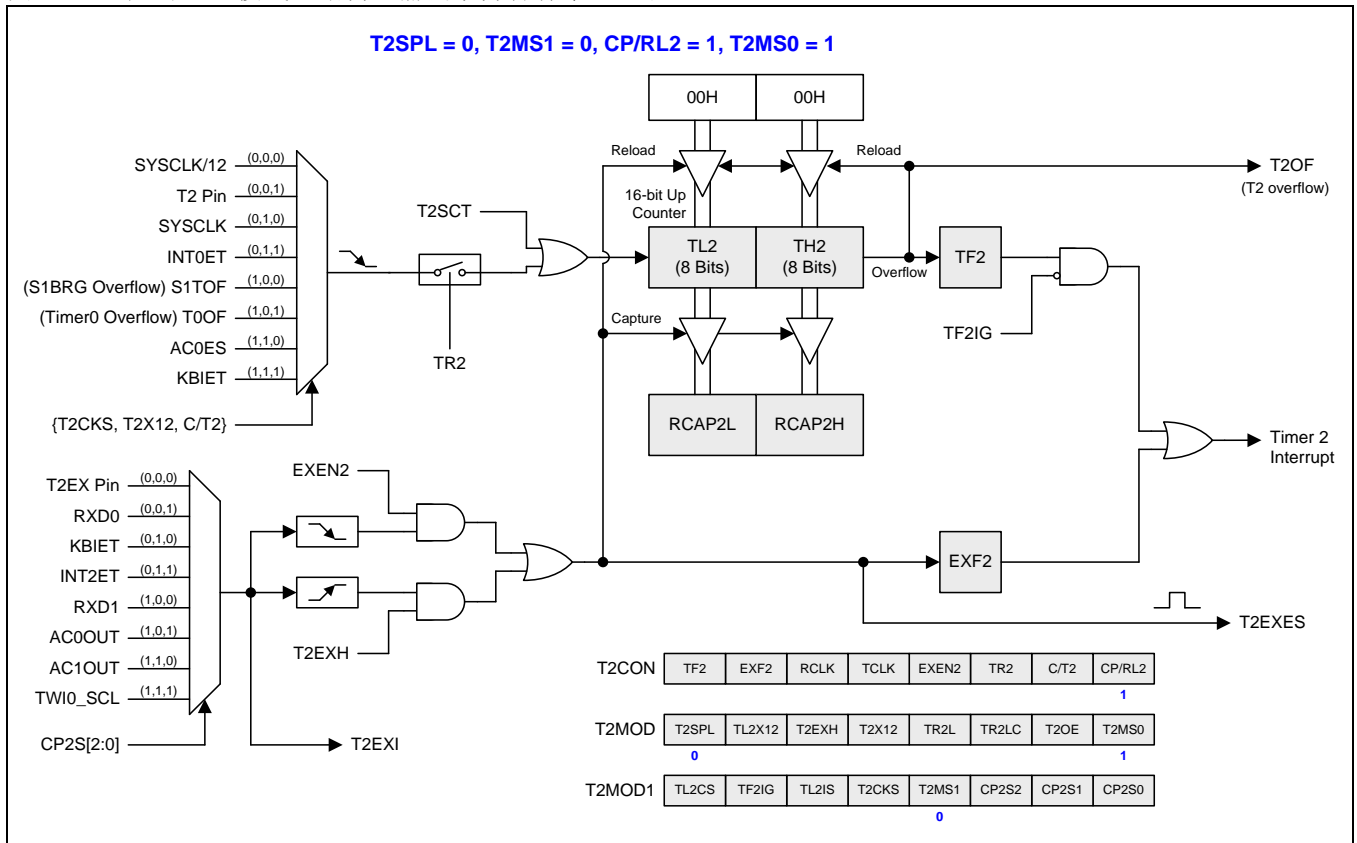 T2SPL = 0, T2MS1 = 0, CP/RL2 = 1, T2MS0 = 1
00H 00H
SYSCLK/12 (0,0,0)
T2 Pin (0,0,1)
SYSCLK (0,1,0)
INT0ET (0,1,1)
(S1BRG Overflow) S1TOF (1,0,0)
(Timer0 Overflow) T0OF (1,0,1)
AC0ES (1,1,0)
KBIET (1,1,1)
{T2CKS, T2X12, C/T2}
TR2
T2SCT
Reload
Reload
16-bit Up
Counter
TL2
(8 Bits)
TH2
(8 Bits)
Overflow
TF2
T2OF
(T2 overflow)
TF2IG
Capture
RCAP2L RCAP2H
Timer 2
Interrupt
T2EX Pin (0,0,0)
RXD0 (0,0,1)
KBIET (0,1,0)
INT2ET (0,1,1)
RXD1 (1,0,0)
AC0OUT (1,0,1)
AC1OUT (1,1,0)
TWI0_SCL (1,1,1)
CP2S[2:0]
EXEN2
T2EXH
T2EXI
EXF2
T2EXES
T2CON TF2 EXF2 RCLK TCLK EXEN2 TR2 C/T2 CP/RL2
1
T2MOD T2SPL TL2X12 T2EXH T2X12 TR2L TR2LC T2OE T2MS0
0 1
T2MOD1 TL2CS TF2IG TL2IS T2CKS T2MS1 CP2S2 CP2S1 CP2S0
0